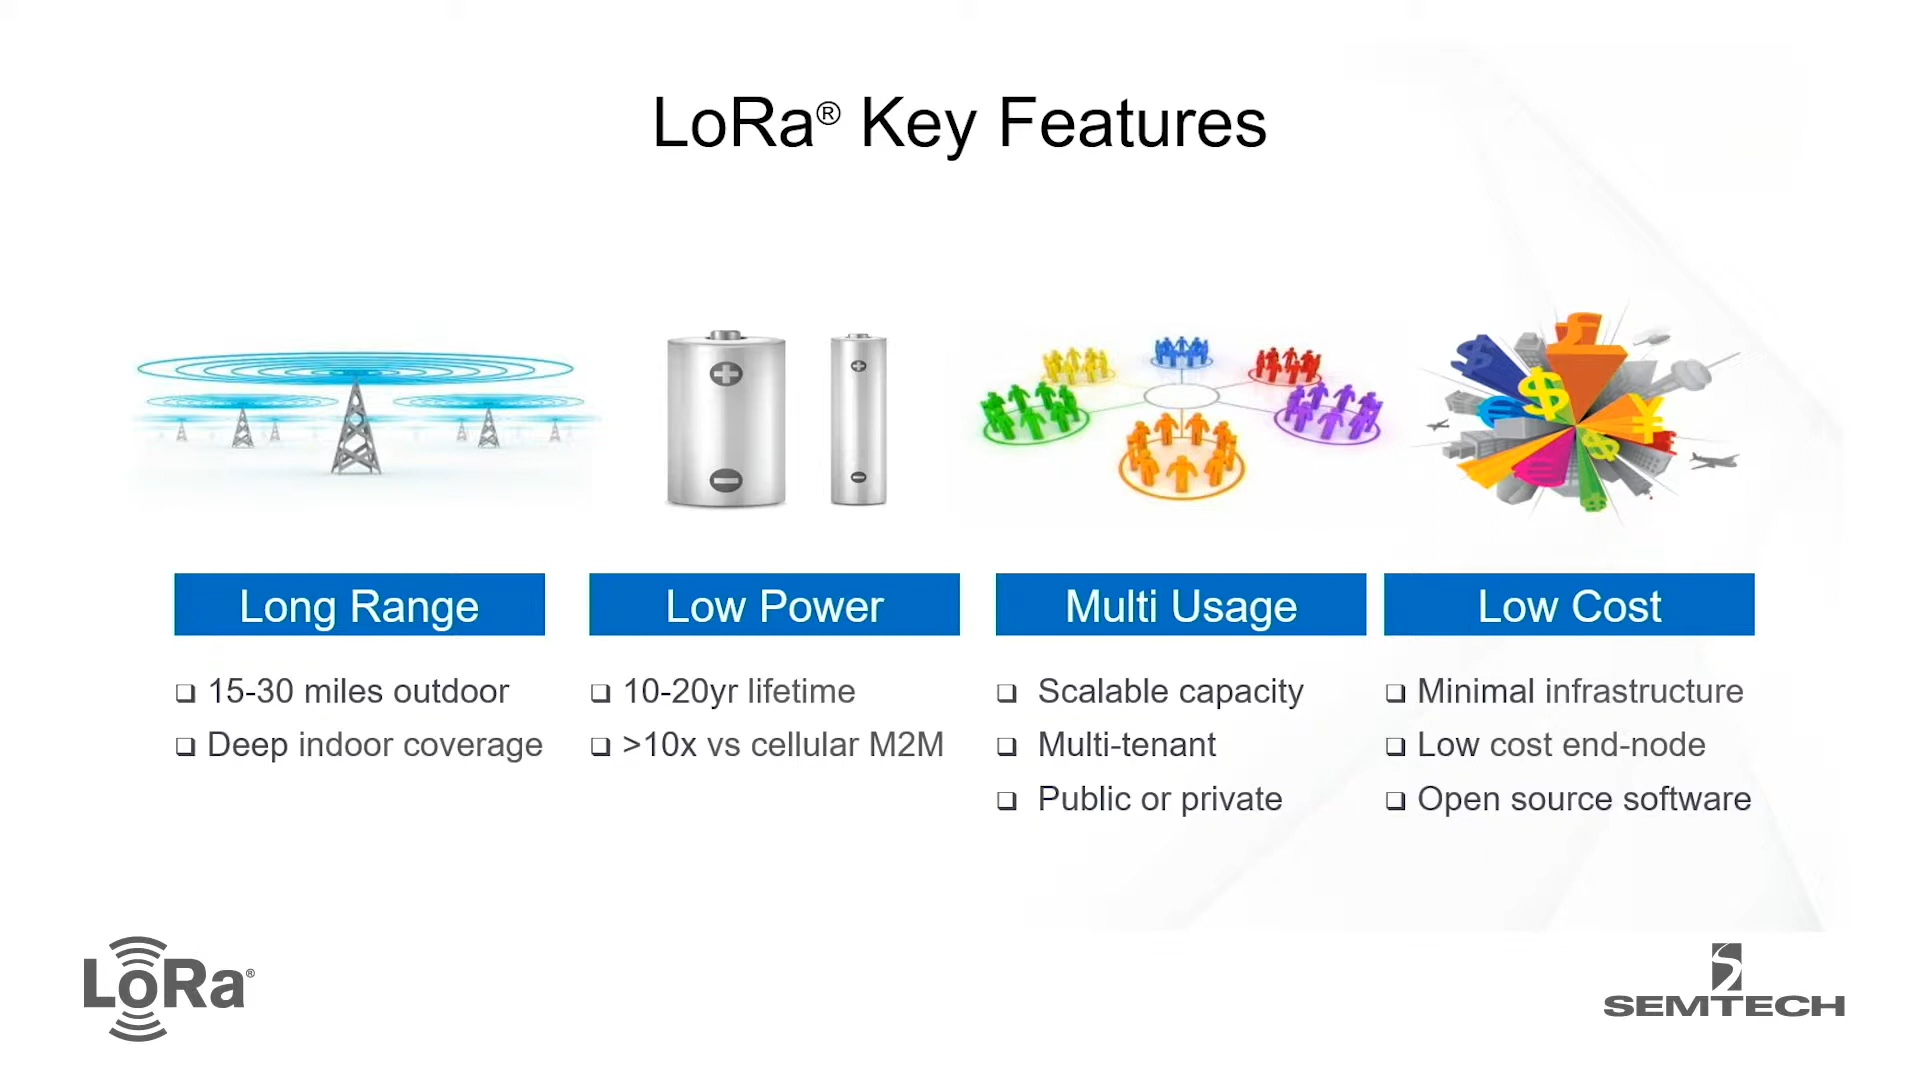 LoRa® Key Features
Long Range
15-30 miles outdoor
Deep indoor coverage
Low Power
10-20yr lifetime
>10x vs cellular M2M
Multi Usage
Scalable capacity
Multi-tenant
Public or private
Low Cost
Minimal infrastructure
Low cost end-node
Open source software
LoRa®
SEMTECH